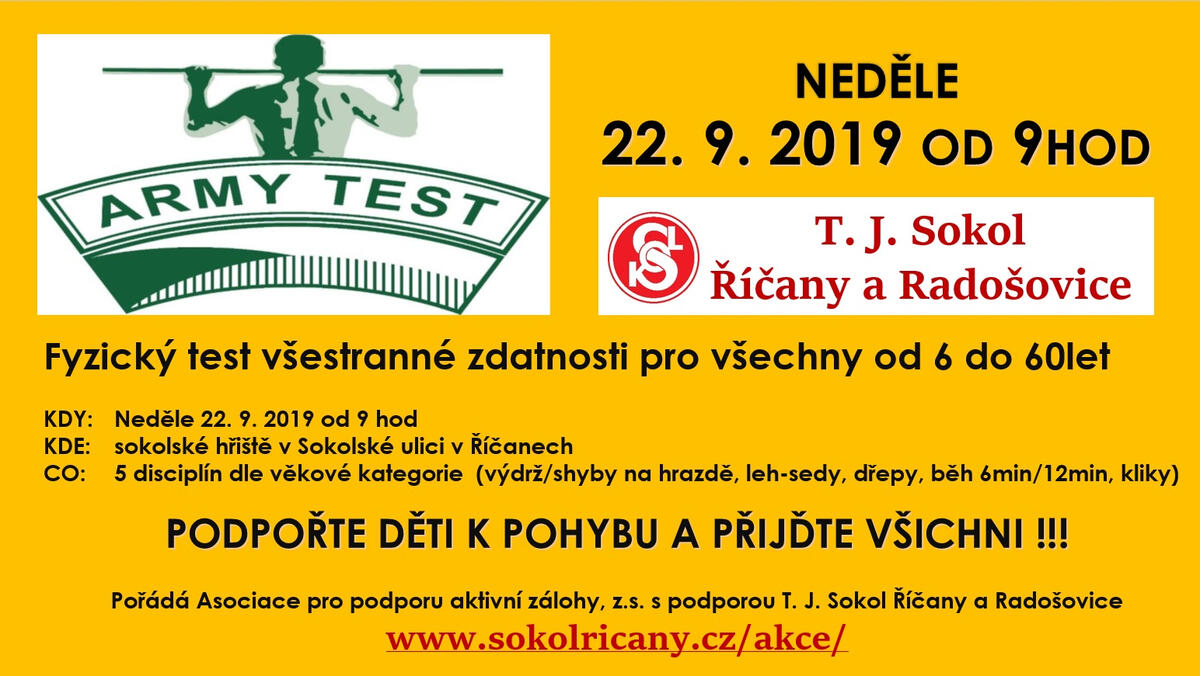 ARMY TEST
NEDĚLE
22. 9. 2019 OD 9HOD
T. J. Sokol
Říčany a Radošovice
Fyzický test všestranné zdatnosti pro všechny od 6 do 60let
KDY: Neděle 22. 9. 2019 od 9 hod
KDE: sokolské hřiště v Sokolské ulici v Říčanech
CO: 5 disciplín dle věkové kategorie (výdrž/shyby na hrazdě, leh-sedy, dřepy, běh 6min/12min, kliky)
PODPOŘTE DĚTI K POHYBU A PŘIJĎTE VŠICHNI !!!
Pořádá Asociace pro podporu aktivní zálohy, z.s. s podporou T. J. Sokol Říčany a Radošovice
www.sokolricany.cz/akce/